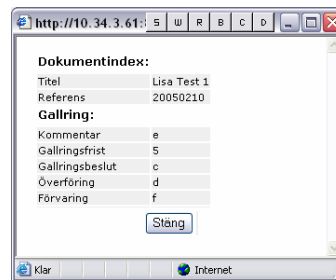 http://10.34.3.61: S W R B C D
Dokumentindex:
Titel Lisa Test 1
Referens 20050210
Gallring:
Kommentar e
Gallringsfrist 5
Gallringsbeslut c
Överföring d
Förvaring f
Stäng
Klar Internet